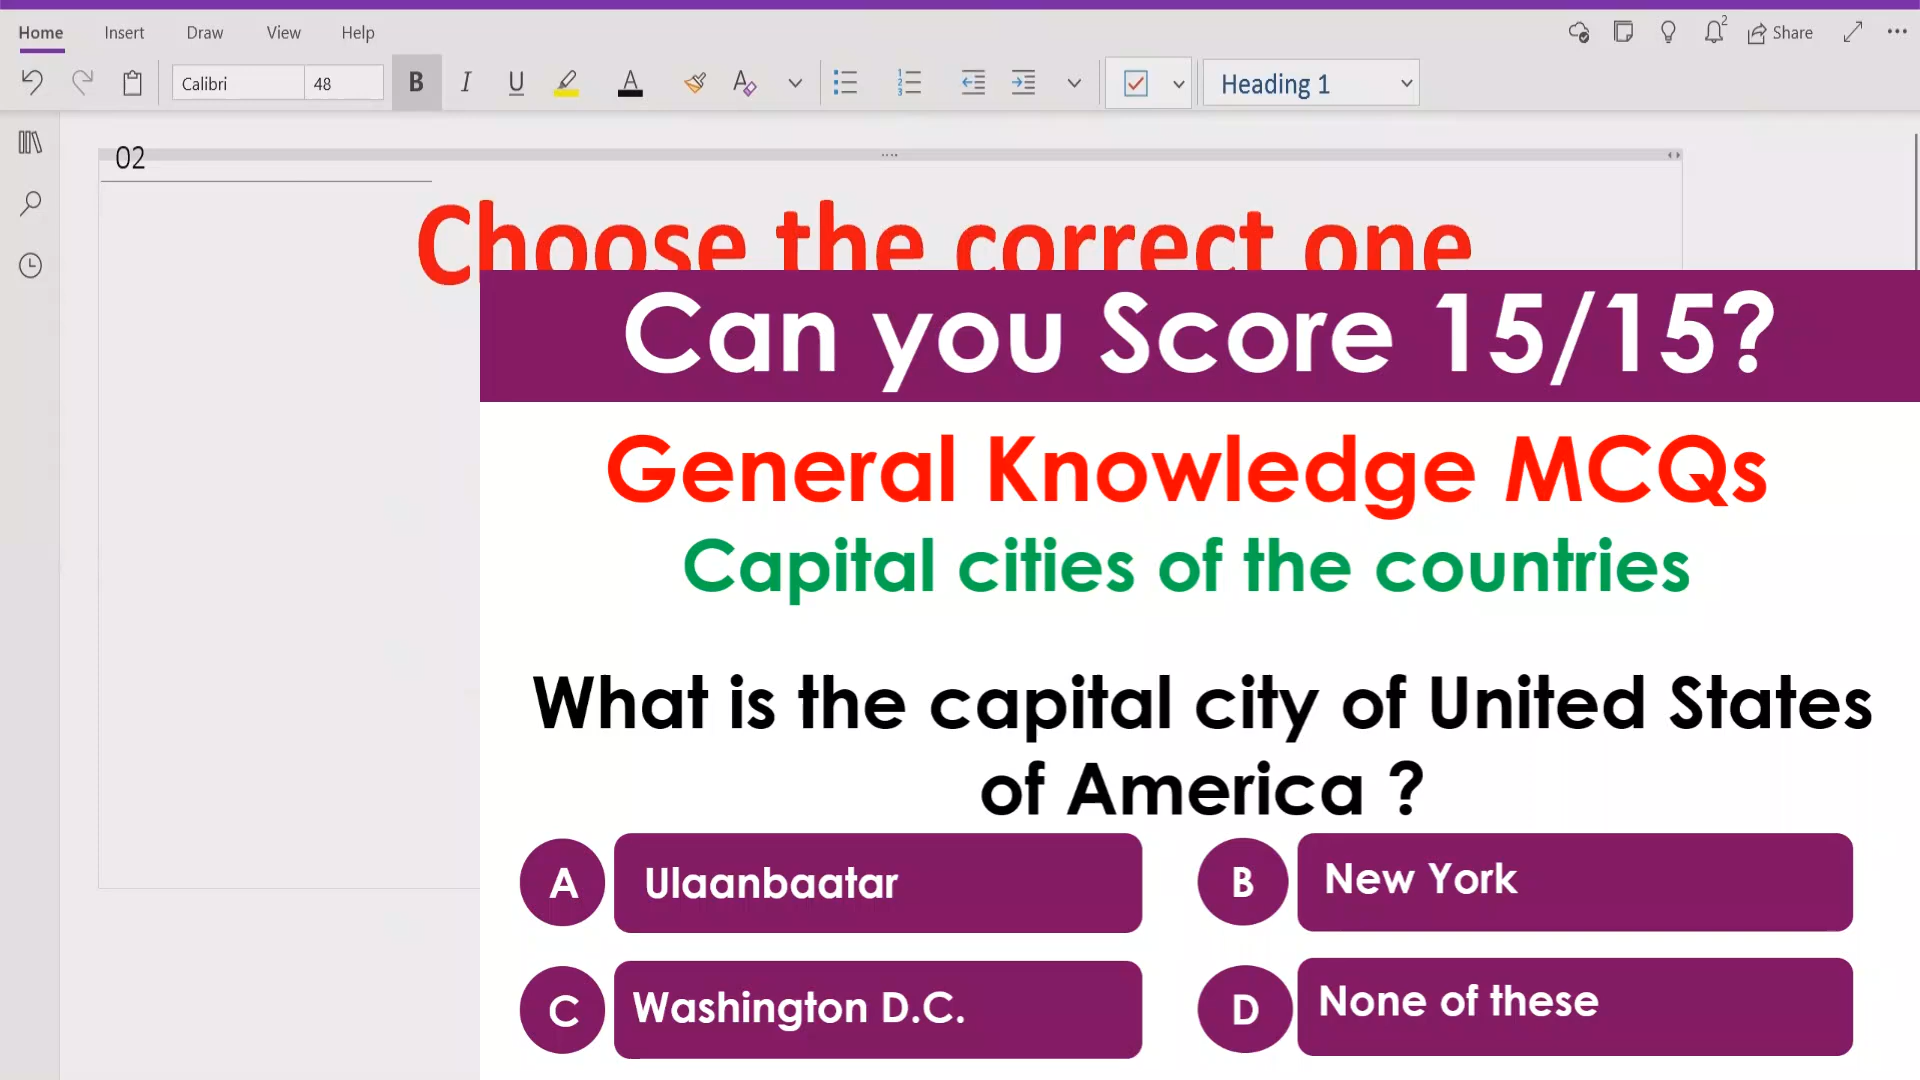 Home Insert Draw View Help
2
Share
Calibri 48 B I U A A Heading 1
02
Choose the correct one
Can you Score 15/15?
General Knowledge MCQs
Capital cities of the countries
What is the capital city of United States
of America ?
A Ulaanbaatar
B New York
C Washington D.C.
D None of these